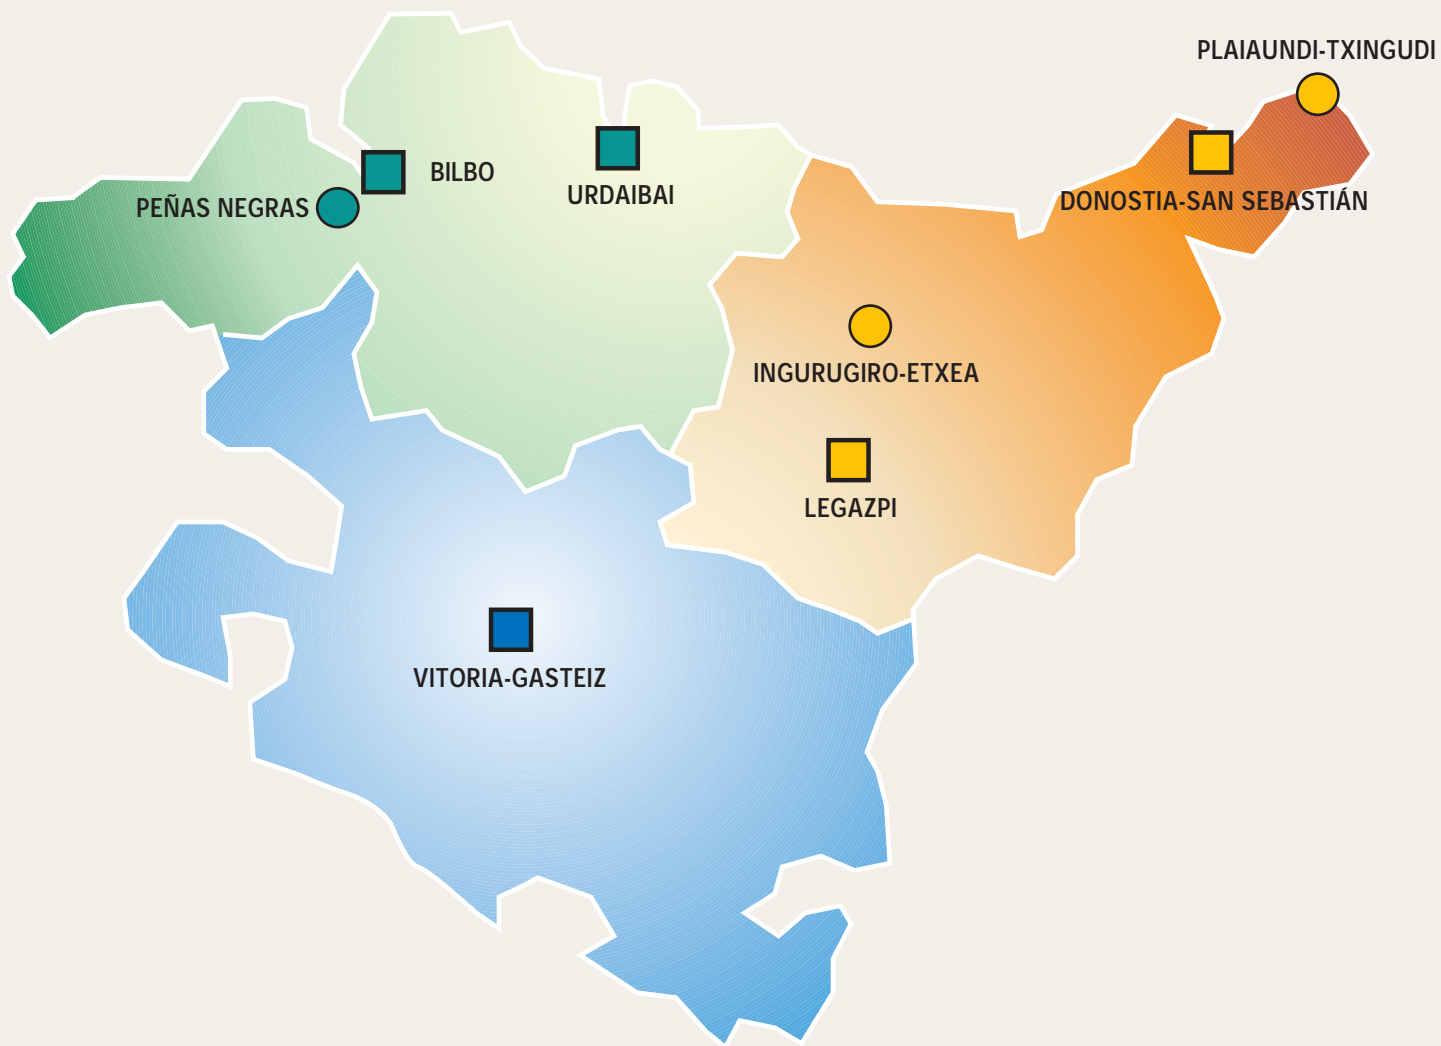 PLAIAUNDI-TXINGUDI
BILBO
URDAIBAI
PEÑAS NEGRAS
DONOSTIA-SAN SEBASTIÁN
INGURUGIRO-ETXEA
LEGAZPI
VITORIA-GASTEIZ